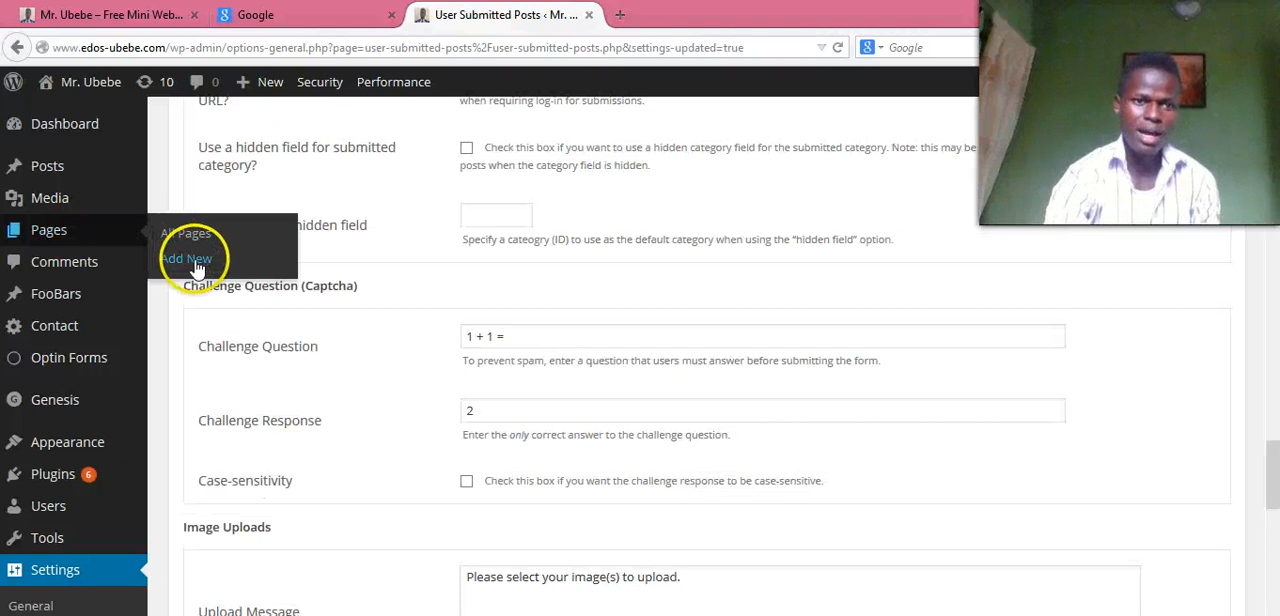 Mr. Ubebe – Free Mini Web... × Google × User Submitted Posts ‹ Mr. ... × +
www.edos-ubebe.com/wp-admin/options-general.php?page=user-submitted-posts%2Fuser-submitted-posts.php&settings-updated=true
Google
Mr. Ubebe 10 0 + New Security Performance
Dashboard
Posts
Media
Pages
Comments
FooBars
Contact
Optin Forms
Genesis
Appearance
Plugins 6
Users
Tools
Settings
General
All Pages
Add New
URL?
when requiring log-in for submissions.
Use a hidden field for submitted
category?
Check this box if you want to use a hidden category field for the submitted category. Note: this may be
posts when the category field is hidden.
hidden field
Specify a cateogry (ID) to use as the default category when using the “hidden field” option.
Challenge Question (Captcha)
Challenge Question
1 + 1 =
To prevent spam, enter a question that users must answer before submitting the form.
Challenge Response
2
Enter the only correct answer to the challenge question.
Case-sensitivity
Check this box if you want the challenge response to be case-sensitive.
Image Uploads
Please select your image(s) to upload.
Upload Message